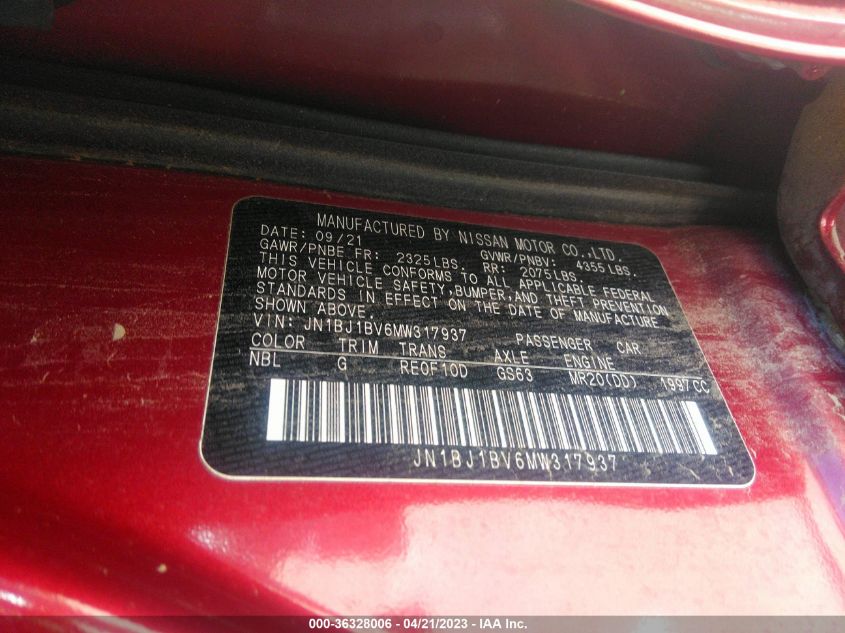 MANUFACTURED BY NISSAN MOTOR CO.,LTD.
DATE: 09/21
GAWR/PNBE FR: 2325LBS. GVWR/PNBV: 4355 LBS.
RR: 2075LBS.
THIS VEHICLE CONFORMS TO ALL APPLICABLE FEDERAL
MOTOR VEHICLE SAFETY,BUMPER,AND THEFT PREVENTION
STANDARDS IN EFFECT ON THE DATE OF MANUFACTURE
SHOWN ABOVE.
VIN: JN1BJ1BV6MW317937 PASSENGER CAR
COLOR TRIM TRANS AXLE ENGINE
NBL G RE0F10D GS63 MR20(DD) 1997CC
JN1BJ1BV6MW317937
000-36328006 - 04/21/2023 - IAA Inc.